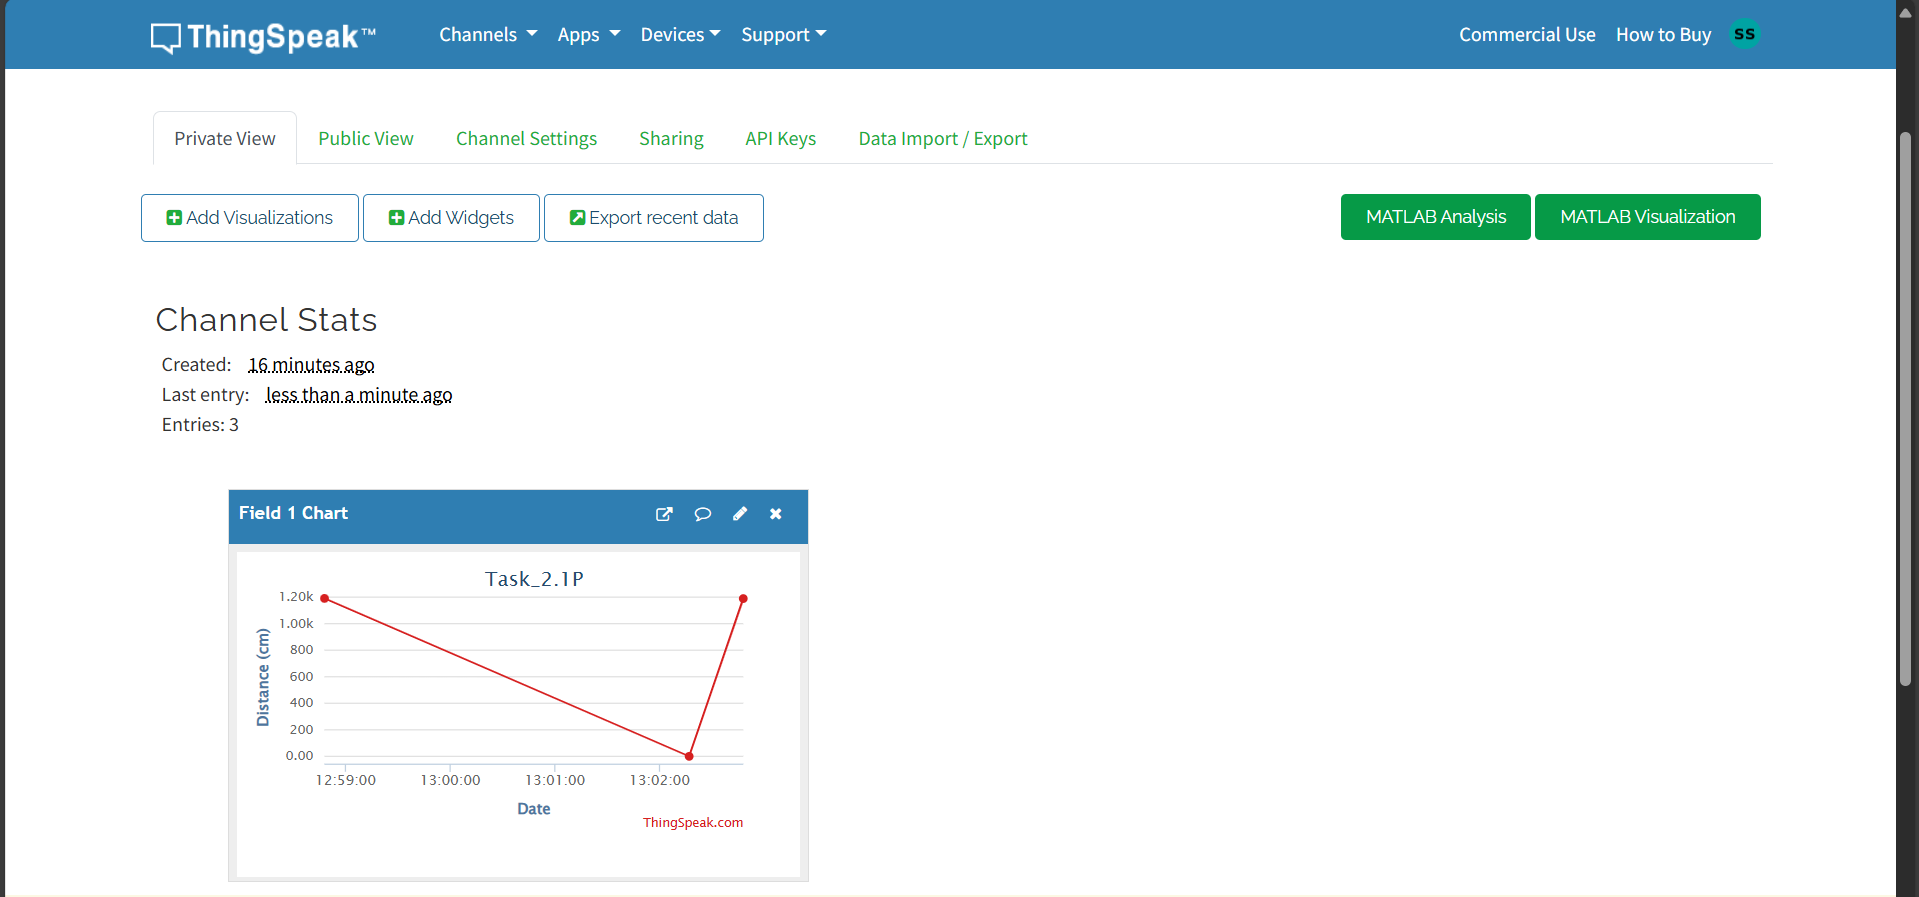 ThingSpeak™ Channels Apps Devices Support Commercial Use How to Buy SS
Private View Public View Channel Settings Sharing API Keys Data Import / Export
Add Visualizations Add Widgets Export recent data MATLAB Analysis MATLAB Visualization
Channel Stats
Created: 16 minutes ago
Last entry: less than a minute ago
Entries: 3
Field 1 Chart
Task_2.1P
Distance (cm)
1.20k
1.00k
800
600
400
200
0.00
12:59:00 13:00:00 13:01:00 13:02:00
Date
ThingSpeak.com